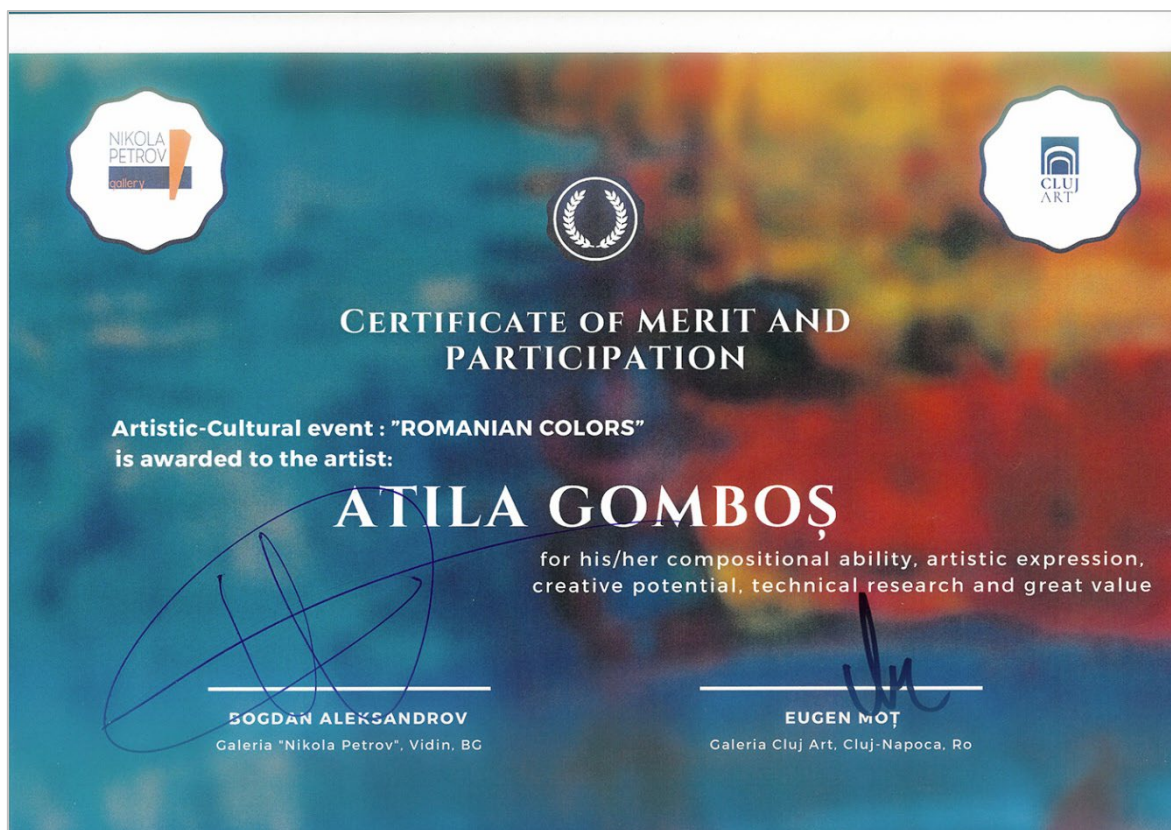 NIKOLA
PETROV
gallery
CLUJ
ART
CERTIFICATE OF MERIT AND
PARTICIPATION
Artistic-Cultural event : "ROMANIAN COLORS"
is awarded to the artist:
ATILA GOMBOȘ
for his/her compositional ability, artistic expression,
creative potential, technical research and great value
BOGDAN ALEKSANDROV
Galeria "Nikola Petrov", Vidin, BG
EUGEN MOȚ
Galeria Cluj Art, Cluj-Napoca, Ro